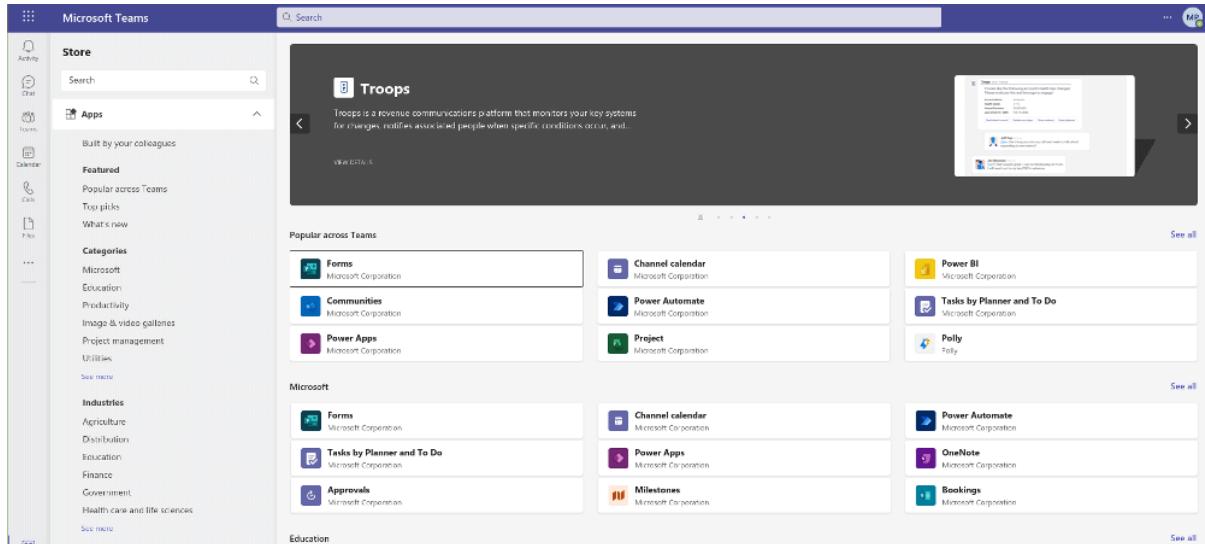 Microsoft Teams
Search
MP
Activity
Chat
Teams
Calendar
Calls
Files
Store
Search
Apps
Built by your colleagues
Featured
Popular across Teams
Top picks
What's new
Categories
Microsoft
Education
Productivity
Image & video galleries
Project management
Utilities
See more
Industries
Agriculture
Distribution
Education
Finance
Government
Health care and life sciences
See more
Troops
Troops is a revenue communications platform that monitors your key systems
for changes, notifies associated people when specific conditions occur, and...
VIEW DETAILS
Popular across Teams
See all
Forms
Microsoft Corporation
Channel calendar
Microsoft Corporation
Power BI
Microsoft Corporation
Communities
Microsoft Corporation
Power Automate
Microsoft Corporation
Tasks by Planner and To Do
Microsoft Corporation
Power Apps
Microsoft Corporation
Project
Microsoft Corporation
Polly
Polly
Microsoft
See all
Forms
Microsoft Corporation
Channel calendar
Microsoft Corporation
Power Automate
Microsoft Corporation
Tasks by Planner and To Do
Microsoft Corporation
Power Apps
Microsoft Corporation
OneNote
Microsoft Corporation
Approvals
Microsoft Corporation
Milestones
Microsoft Corporation
Bookings
Microsoft Corporation
Education
See all